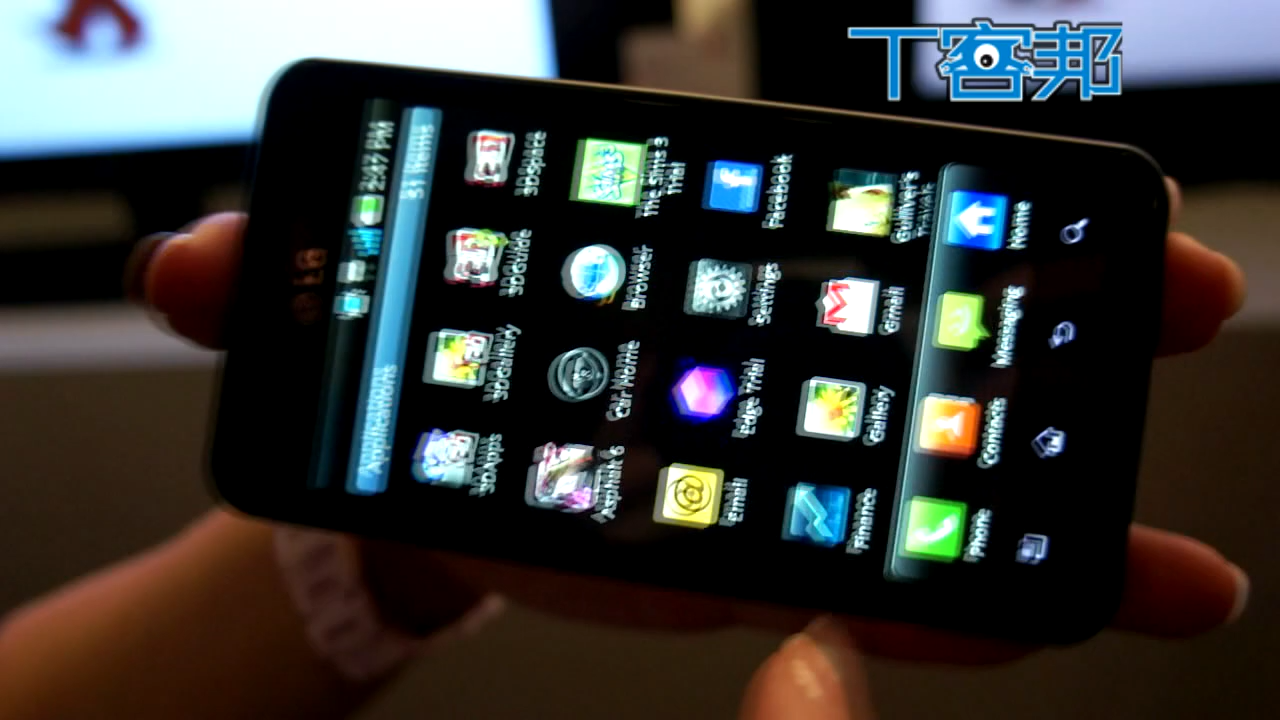 T客邦
LG
2:47 PM
Applications
51 items
3DApps
3DGallery
3DGuide
3DSpace
Asphalt 6
Car Home
Browser
The Sims 3
Trial
Email
Edge Trial
Settings
Facebook
Finance
Gallery
Gmail
Gulliver's
Travels
Phone
Contacts
Messaging
Home